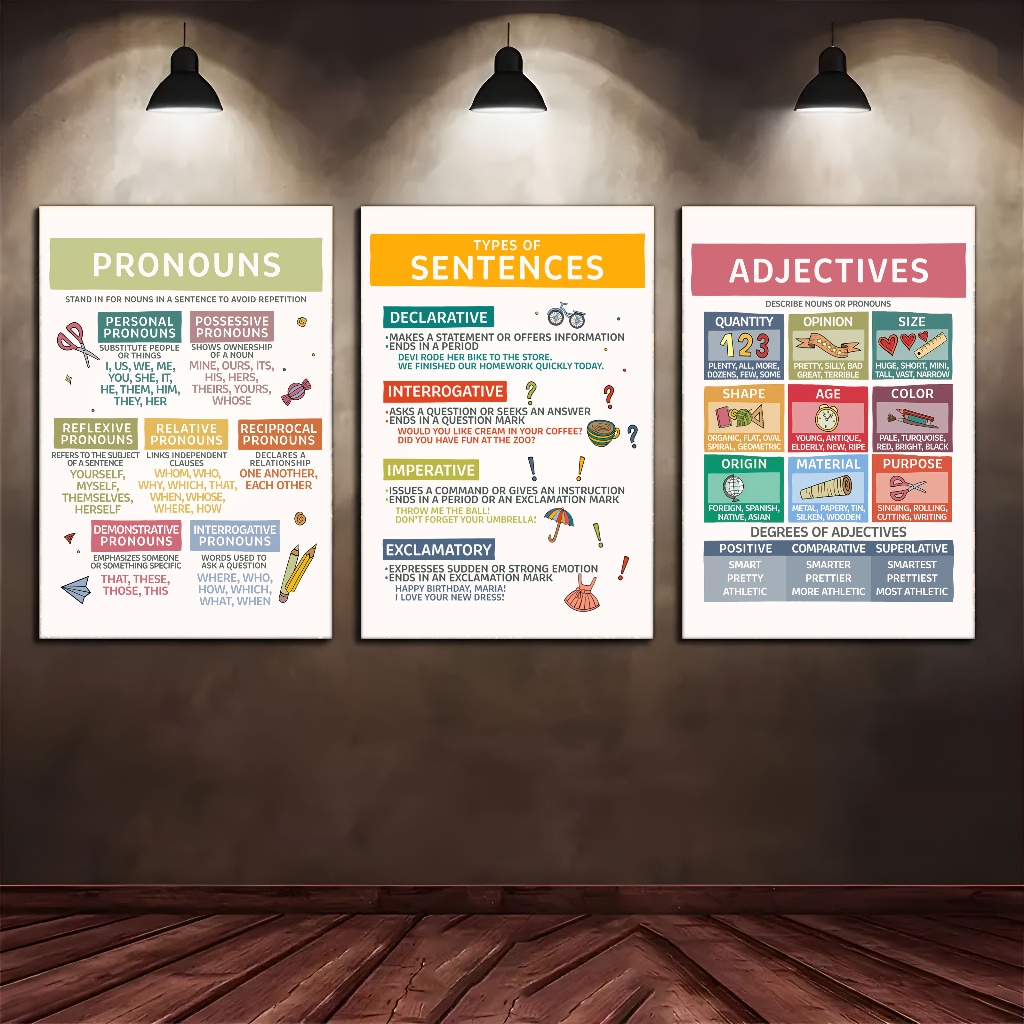 PRONOUNS
STAND IN FOR NOUNS IN A SENTENCE TO AVOID REPETITION
PERSONAL
PRONOUNS
SUBSTITUTE PEOPLE
OR THINGS
I, US, WE, ME,
YOU, SHE, IT,
HE, THEM, HIM,
THEY, HER
POSSESSIVE
PRONOUNS
SHOWS OWNERSHIP
OF A NOUN
MINE, OURS, ITS,
HIS, HERS,
THEIRS, YOURS,
WHOSE
REFLEXIVE
PRONOUNS
REFERS TO THE SUBJECT
OF A SENTENCE
YOURSELF,
MYSELF,
THEMSELVES,
HERSELF
RELATIVE
PRONOUNS
LINKS INDEPENDENT
CLAUSES
WHOM, WHO,
WHY, WHICH, THAT,
WHEN, WHOSE,
WHERE, HOW
RECIPROCAL
PRONOUNS
DECLARES A
RELATIONSHIP
ONE ANOTHER,
EACH OTHER
DEMONSTRATIVE
PRONOUNS
EMPHASIZES SOMEONE
OR SOMETHING SPECIFIC
THAT, THESE,
THOSE, THIS
INTERROGATIVE
PRONOUNS
WORDS USED TO
ASK A QUESTION
WHERE, WHO,
HOW, WHICH,
WHAT, WHEN
TYPES OF
SENTENCES
DECLARATIVE
•MAKES A STATEMENT OR OFFERS INFORMATION
•ENDS IN A PERIOD
DEVI RODE HER BIKE TO THE STORE.
WE FINISHED OUR HOMEWORK QUICKLY TODAY.
INTERROGATIVE
•ASKS A QUESTION OR SEEKS AN ANSWER
•ENDS IN A QUESTION MARK
WOULD YOU LIKE CREAM IN YOUR COFFEE?
DID YOU HAVE FUN AT THE ZOO?
IMPERATIVE
•ISSUES A COMMAND OR GIVES AN INSTRUCTION
•ENDS IN A PERIOD OR AN EXCLAMATION MARK
THROW ME THE BALL!
DON'T FORGET YOUR UMBRELLA!
EXCLAMATORY
•EXPRESSES SUDDEN OR STRONG EMOTION
•ENDS IN AN EXCLAMATION MARK
HAPPY BIRTHDAY, MARIA!
I LOVE YOUR NEW DRESS!
ADJECTIVES
DESCRIBE NOUNS OR PRONOUNS
QUANTITY
123
PLENTY, ALL, MORE,
DOZENS, FEW, SOME
OPINION
PRETTY, SILLY, BAD
GREAT, TERRIBLE
SIZE
HUGE, SHORT, MINI,
TALL, VAST, NARROW
SHAPE
ORGANIC, FLAT, OVAL
SPIRAL, GEOMETRIC
AGE
YOUNG, ANTIQUE,
ELDERLY, NEW, RIPE
COLOR
PALE, TURQUOISE,
RED, BRIGHT, BLACK
ORIGIN
FOREIGN, SPANISH,
NATIVE, ASIAN
MATERIAL
METAL, PAPERY, TIN,
SILKEN, WOODEN
PURPOSE
SINGING, ROLLING,
CUTTING, WRITING
DEGREES OF ADJECTIVES
POSITIVE COMPARATIVE SUPERLATIVE
SMART SMARTER SMARTEST
PRETTY PRETTIER PRETTIEST
ATHLETIC MORE ATHLETIC MOST ATHLETIC